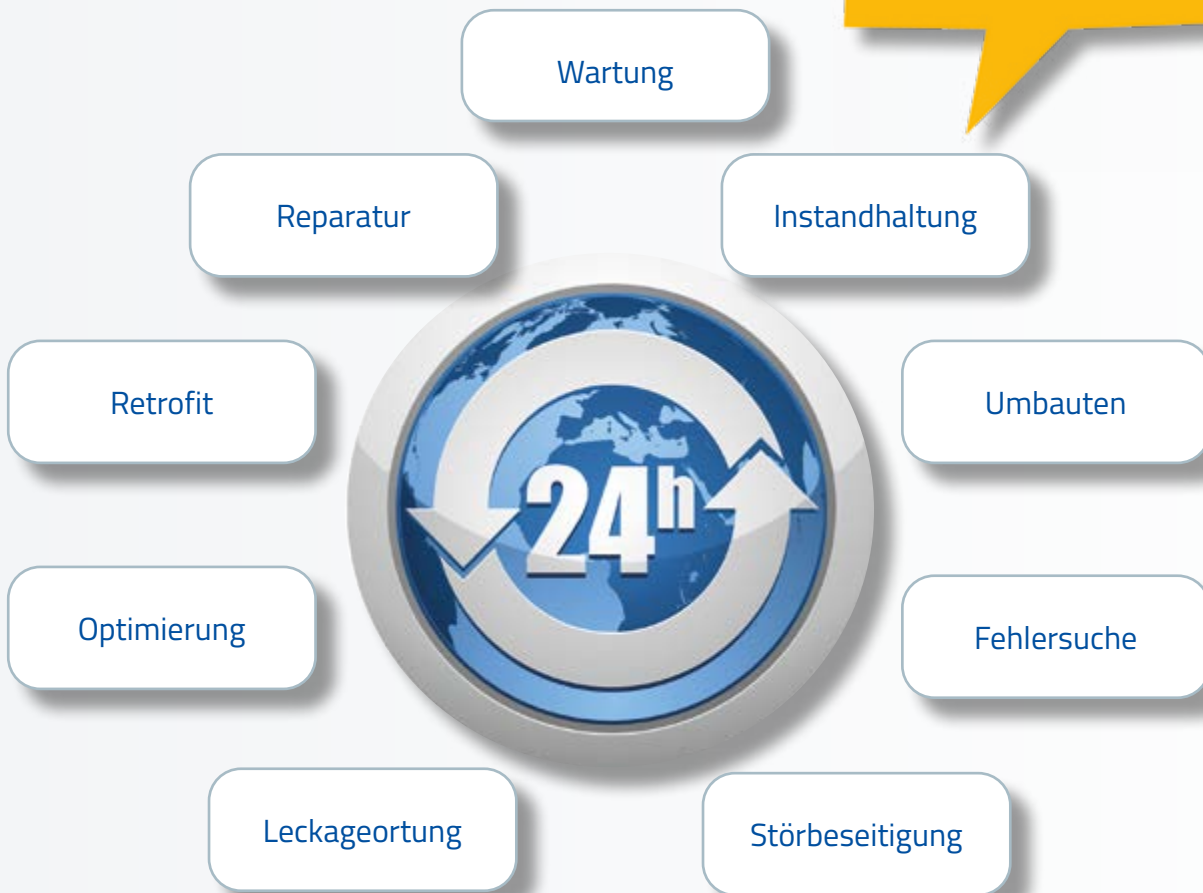 Wartung
Reparatur
Instandhaltung
Retrofit
Umbauten
24h
Optimierung
Fehlersuche
Leckageortung
Störbeseitigung